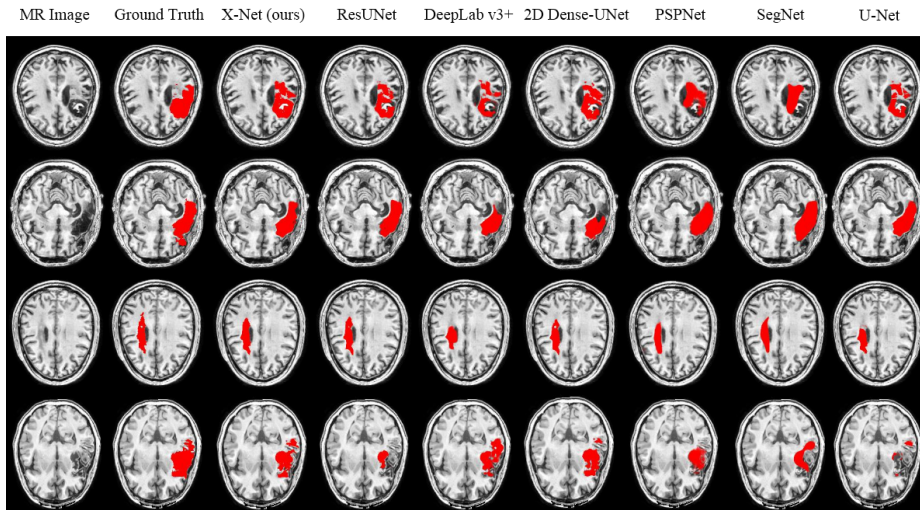 MR Image Ground Truth X-Net (ours) ResUNet DeepLab v3+ 2D Dense-UNet PSPNet SegNet U-Net